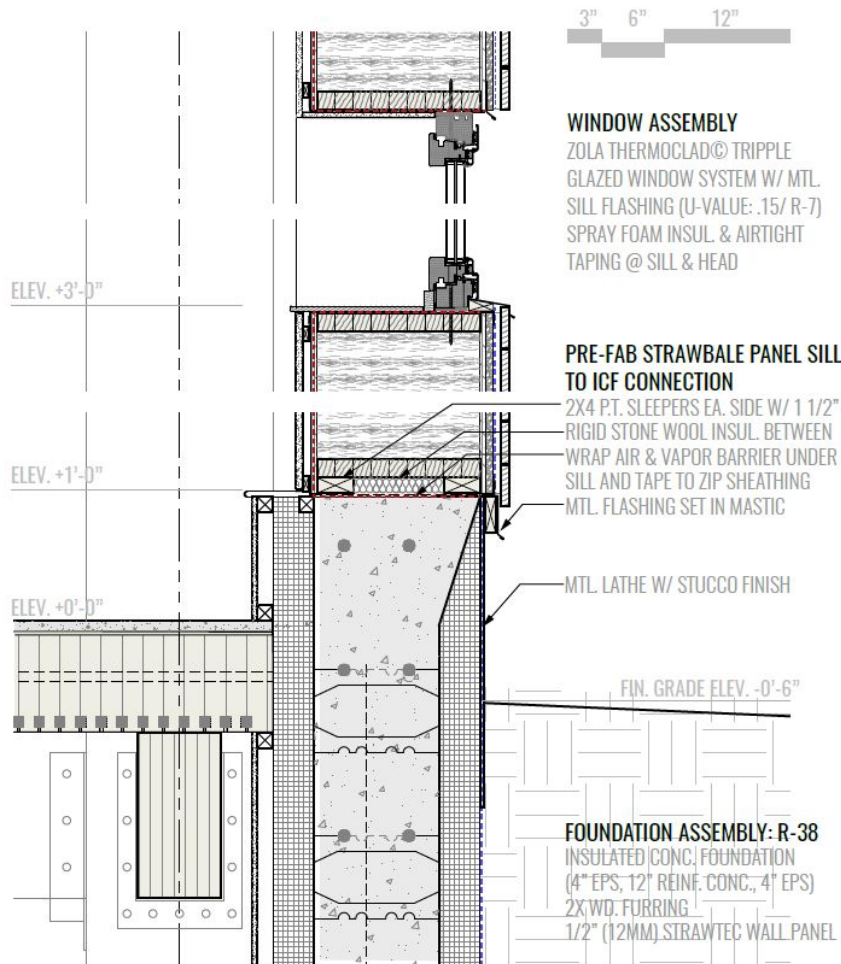 3" 6" 12"
WINDOW ASSEMBLY
ZOLA THERMOCLAD© TRIPPLE
GLAZED WINDOW SYSTEM W/ MTL.
SILL FLASHING (U-VALUE: .15/ R-7)
SPRAY FOAM INSUL. & AIRTIGHT
TAPING @ SILL & HEAD
ELEV. +3'-0"
PRE-FAB STRAWBALE PANEL SILL
TO ICF CONNECTION
2X4 P.T. SLEEPERS EA. SIDE W/ 1 1/2"
RIGID STONE WOOL INSUL. BETWEEN
WRAP AIR & VAPOR BARRIER UNDER
SILL AND TAPE TO ZIP SHEATHING
MTL. FLASHING SET IN MASTIC
ELEV. +1'-0"
MTL. LATHE W/ STUCCO FINISH
ELEV. +0'-0"
FIN. GRADE ELEV. -0'-6"
FOUNDATION ASSEMBLY: R-38
INSULATED CONC. FOUNDATION
(4" EPS, 12" REINF. CONC., 4" EPS)
2X WD. FURRING
1/2" (12MM) STRAWTEC WALL PANEL